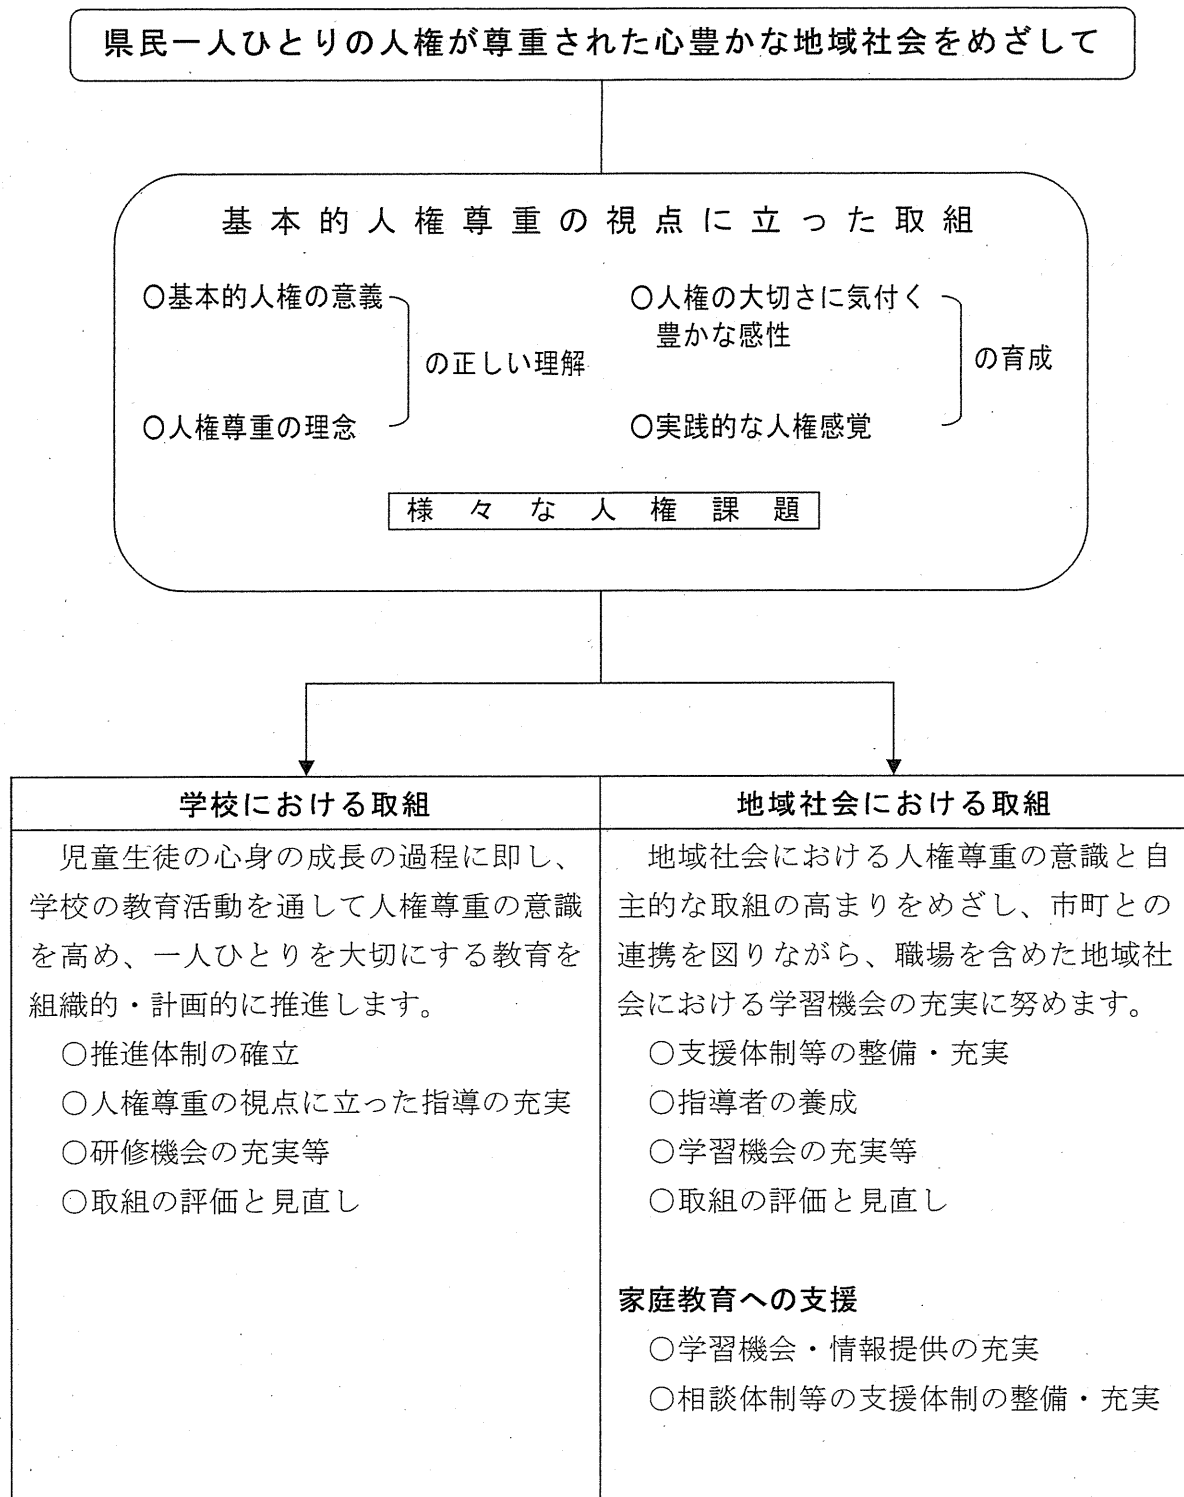 県民一人ひとりの人権が尊重された心豊かな地域社会をめざして
基本的人権尊重の視点に立った取組
○基本的人権の意義
○人権尊重の理念
の正しい理解
○人権の大切さに気付く
豊かな感性
○実践的な人権感覚
の育成
様々な人権課題
学校における取組
児童生徒の心身の成長の過程に即し、
学校の教育活動を通して人権尊重の意識
を高め、一人ひとりを大切にする教育を
組織的・計画的に推進します。
○推進体制の確立
○人権尊重の視点に立った指導の充実
○研修機会の充実等
○取組の評価と見直し
地域社会における取組
地域社会における人権尊重の意識と自
主的な取組の高まりをめざし、市町との
連携を図りながら、職場を含めた地域社
会における学習機会の充実に努めます。
○支援体制等の整備・充実
○指導者の養成
○学習機会の充実等
○取組の評価と見直し
家庭教育への支援
○学習機会・情報提供の充実
○相談体制等の支援体制の整備・充実